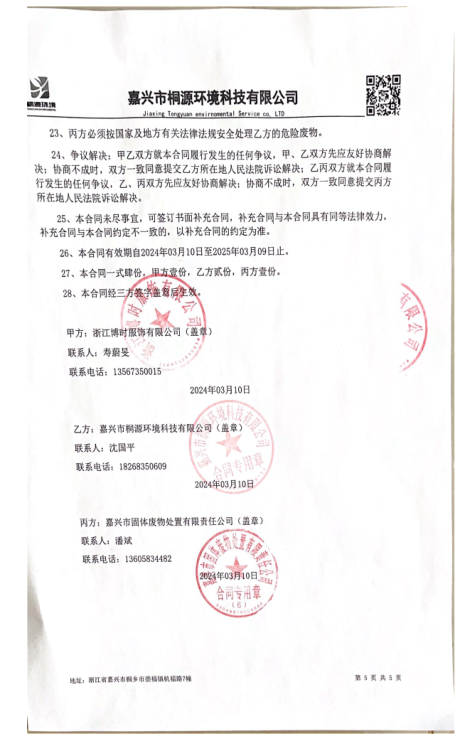 桐源环境
嘉兴市桐源环境科技有限公司
Jiaxing Tongyuan envirnomental Service co, LTD
23、丙方必须按国家及地方有关法律法规安全处理乙方的危险废物。
24、争议解决：甲乙双方就本合同履行发生的任何争议，甲、乙双方先应友好协商解
决；协商不成时，双方一致同意提交乙方所在地人民法院诉讼解决；乙丙双方就本合同履
行发生的任何争议，乙、丙双方先应友好协商解决；协商不成时，双方一致同意提交丙方
所在地人民法院诉讼解决。
25、本合同未尽事宜，可签订书面补充合同，补充合同与本合同具有同等法律效力，
补充合同与本合同约定不一致的，以补充合同的约定为准。
26、本合同有效期自2024年03月10日至2025年03月09日止。
27、本合同一式肆份，甲方壹份，乙方贰份，丙方壹份。
28、本合同经三方签字盖章后生效。
甲方：浙江博时服饰有限公司（盖章）
联系人：寿蔚旻
联系电话：13567350015
2024年03月10日
有限公司
乙方：嘉兴市桐源环境科技有限公司（盖章）
联系人：沈国平
联系电话：18268350609
2024年03月10日
合同专用章
丙方：嘉兴市固体废物处置有限责任公司（盖章）
联系人：潘斌
联系电话：13605834482
2024年03月10日
合同专用章
（6）
地址：浙江省嘉兴市桐乡市崇福镇杭福路7幢
第 5 页 共 5 页